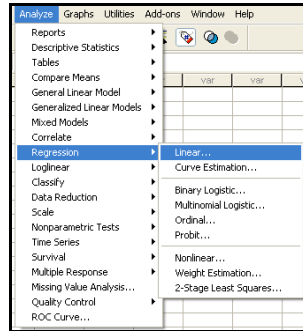 Analyze Graphs Utilities Add-ons Window Help
Reports
Descriptive Statistics
Tables
Compare Means
General Linear Model
Generalized Linear Models
Mixed Models
Correlate
Regression
Loglinear
Classify
Data Reduction
Scale
Nonparametric Tests
Time Series
Survival
Multiple Response
Missing Value Analysis...
Quality Control
ROC Curve...
var var
Linear...
Curve Estimation...
Binary Logistic...
Multinomial Logistic...
Ordinal...
Probit...
Nonlinear...
Weight Estimation...
2-Stage Least Squares...